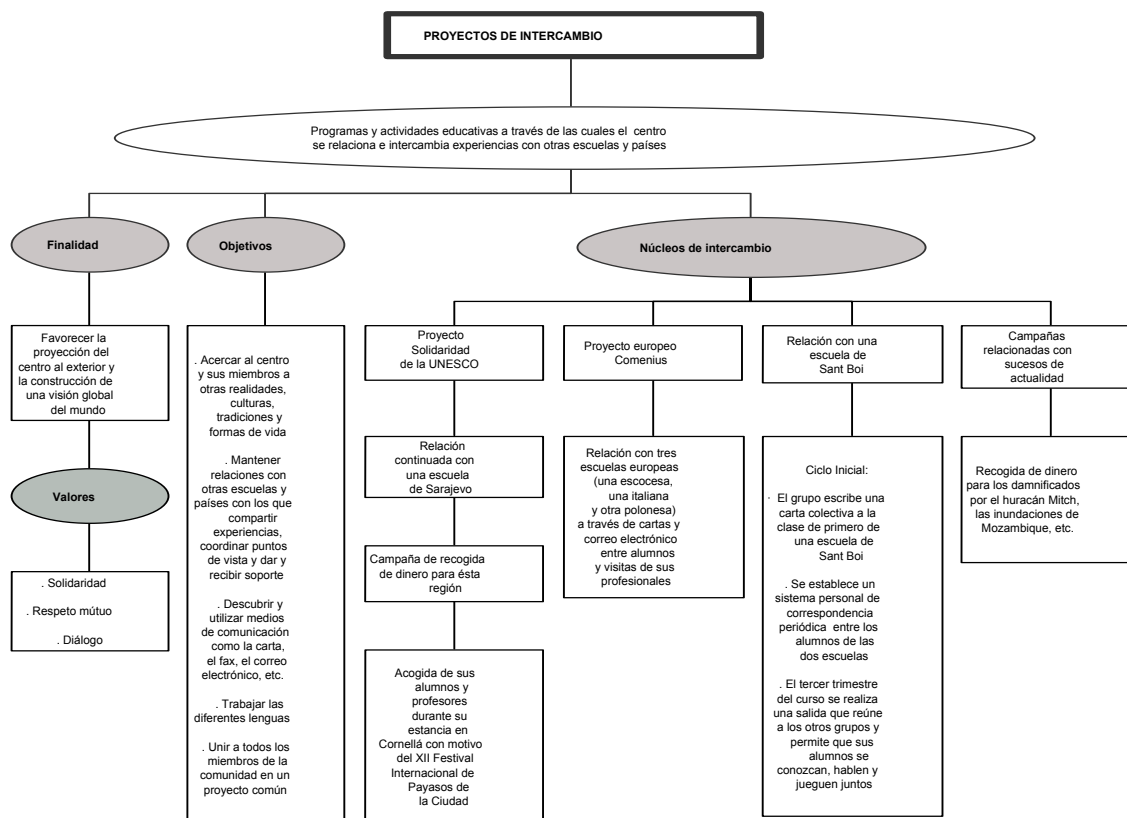 PROYECTOS DE INTERCAMBIO
Programas y actividades educativas a través de las cuales el centro
se relaciona e intercambia experiencias con otras escuelas y países
Finalidad
Objetivos
Núcleos de intercambio
Favorecer la
proyección del
centro al exterior y
la construcción de
una visión global
del mundo
Valores
. Solidaridad
. Respeto mútuo
. Diálogo
. Acercar al centro
y sus miembros a
otras realidades,
culturas,
tradiciones y
formas de vida
. Mantener
relaciones con
otras escuelas y
países con los que
compartir
experiencias,
coordinar puntos
de vista y dar y
recibir soporte
. Descubrir y
utilizar medios
de comunicación
como la carta,
el fax, el correo
electrónico, etc.
. Trabajar las
diferentes lenguas
. Unir a todos los
miembros de la
comunidad en un
proyecto común
Proyecto
Solidaridad
de la UNESCO
Relación
continuada con
una escuela
de Sarajevo
Campaña de recogida
de dinero para ésta
región
Acogida de sus
alumnos y
profesores
durante su
estancia en
Cornellá con motivo
del XII Festival
Internacional de
Payasos de
la Ciudad
Proyecto europeo
Comenius
Relación con tres
escuelas europeas
(una escocesa,
una italiana
y otra polonesa)
a través de cartas y
correo electrónico
entre alumnos
y visitas de sus
profesionales
Relación con una
escuela de
Sant Boi
Ciclo Inicial:
· El grupo escribe una
carta colectiva a la
clase de primero de
una escuela de
Sant Boi
. Se establece un
sistema personal de
correspondencia
periódica entre los
alumnos de las
dos escuelas
. El tercer trimestre
del curso se realiza
una salida que reúne
a los otros grupos y
permite que sus
alumnos se
conozcan, hablen y
jueguen juntos
Campañas
relacionadas con
sucesos de
actualidad
Recogida de dinero
para los damnificados
por el huracán Mitch,
las inundaciones de
Mozambique, etc.